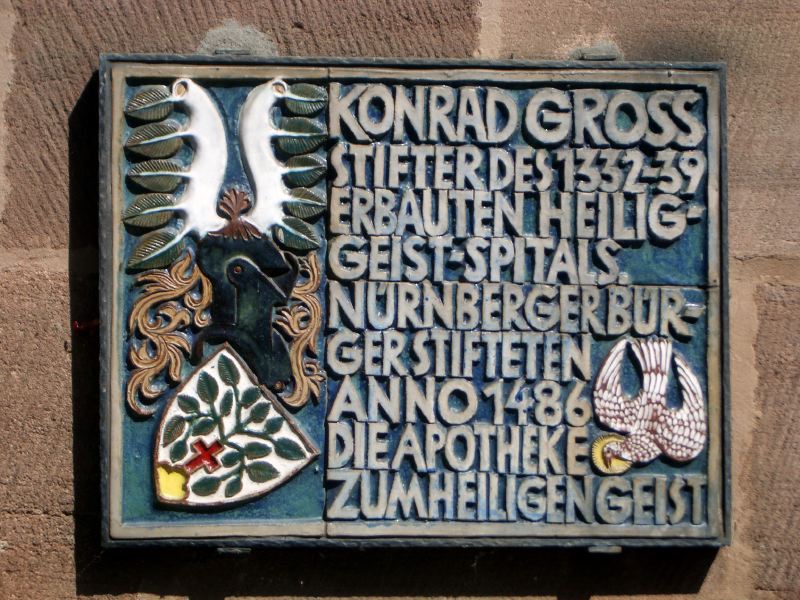 KONRAD GROSS
STIFTER DES 1332-39
ERBAUTEN HEILIG-
GEIST-SPITALS.
NÜRNBERGER BÜR-
GER STIFTETEN
ANNO 1486
DIE APOTHEKE
ZUM HEILIGEN GEIST